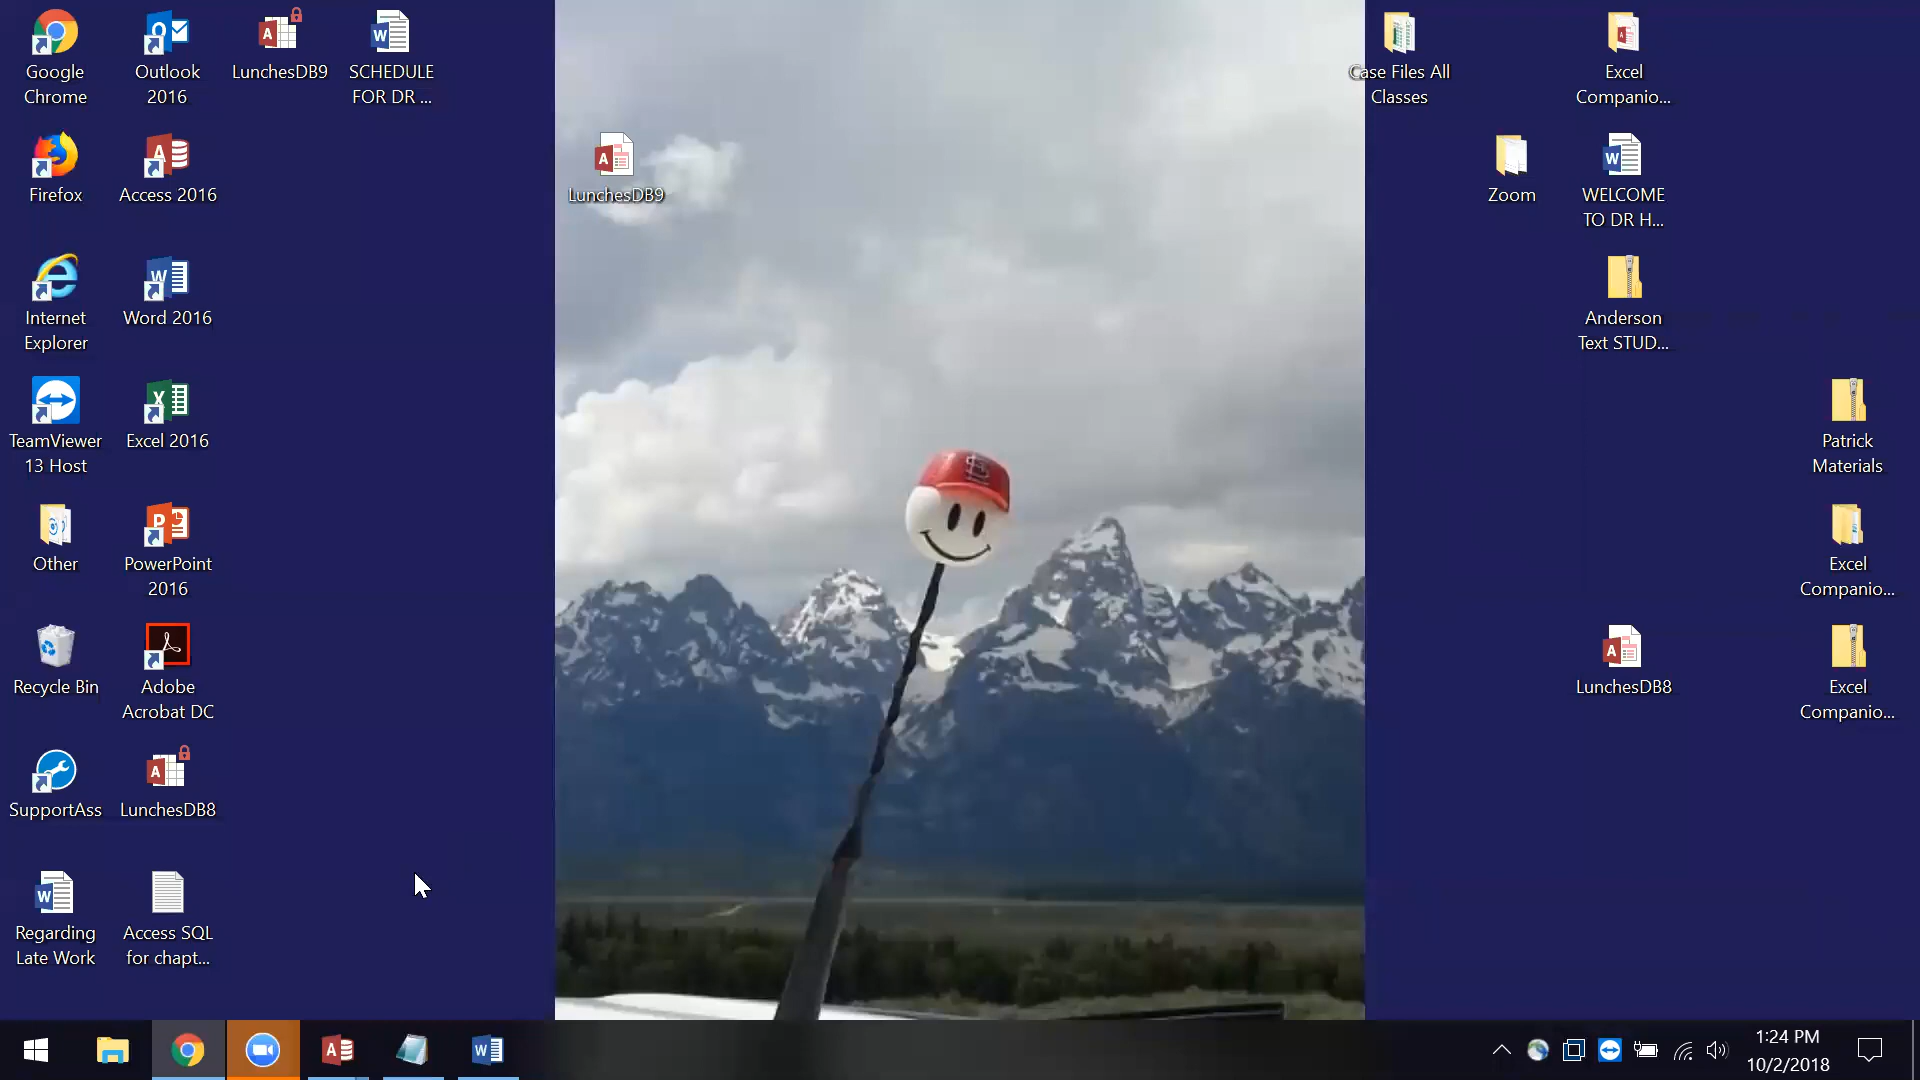 Google
Chrome
Outlook
2016
LunchesDB9
SCHEDULE
FOR DR ...
Case Files All
Classes
Excel
Companio...
Firefox
Access 2016
LunchesDB9
Zoom
WELCOME
TO DR H...
Internet
Explorer
Word 2016
Anderson
Text STUD...
TeamViewer
13 Host
Excel 2016
Patrick
Materials
Other
PowerPoint
2016
Excel
Companio...
Recycle Bin
Adobe
Acrobat DC
LunchesDB8
Excel
Companio...
SupportAss
LunchesDB8
Regarding
Late Work
Access SQL
for chapt...
1:24 PM
10/2/2018